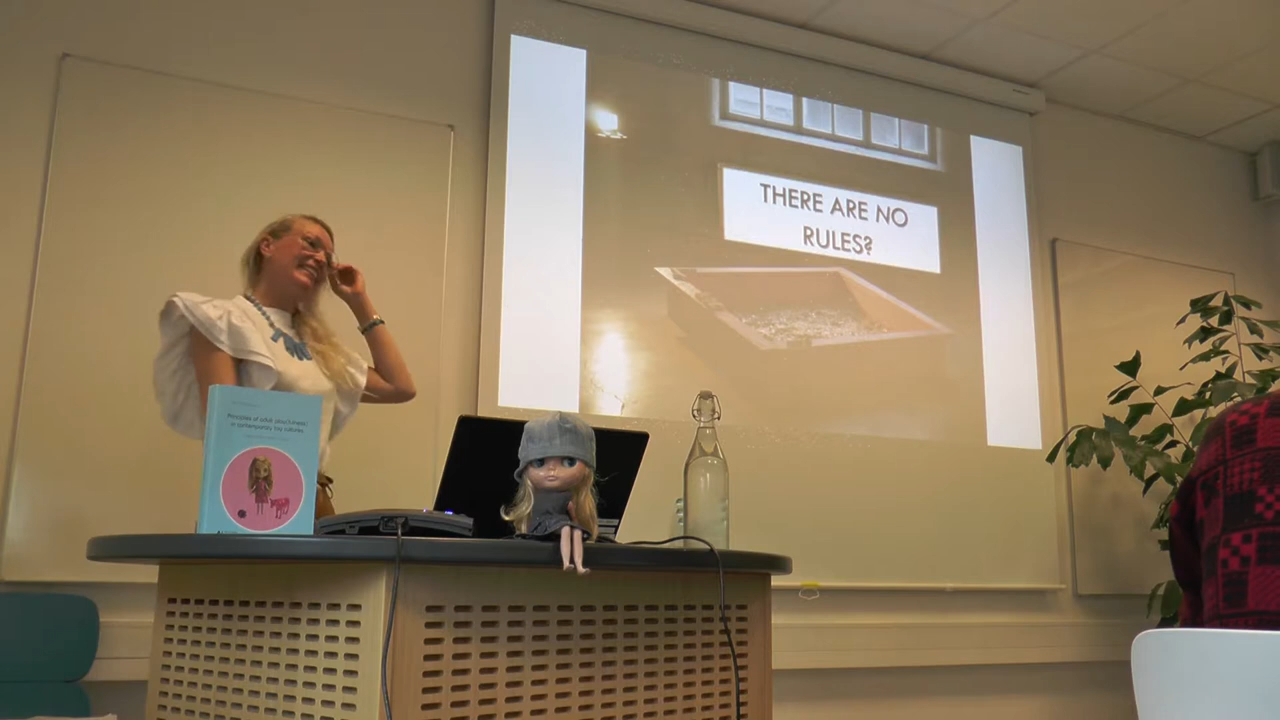 THERE ARE NO
RULES?
Principles of adult play(fulness)
in contemporary toy cultures